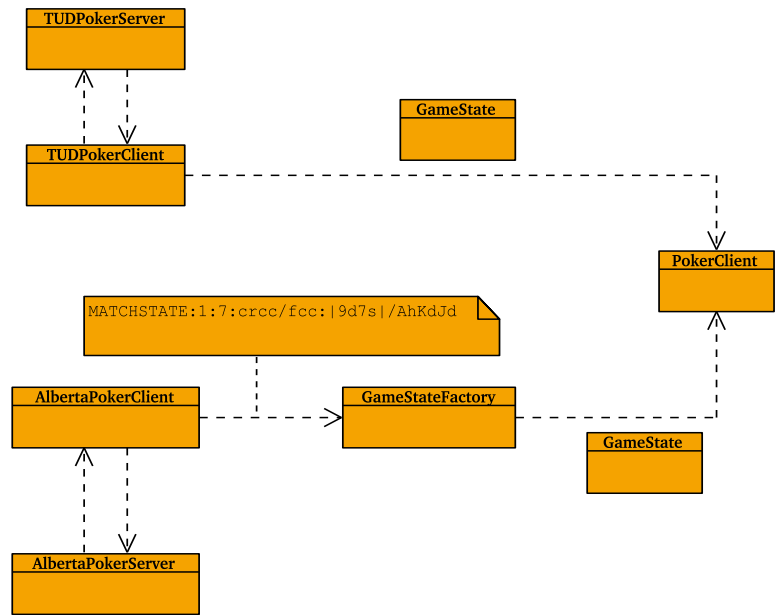 TUDPokerServer
GameState
TUDPokerClient
PokerClient
MATCHSTATE:1:7:crcc/fcc:|9d7s|/AhKdJd
AlbertaPokerClient
GameStateFactory
GameState
AlbertaPokerServer